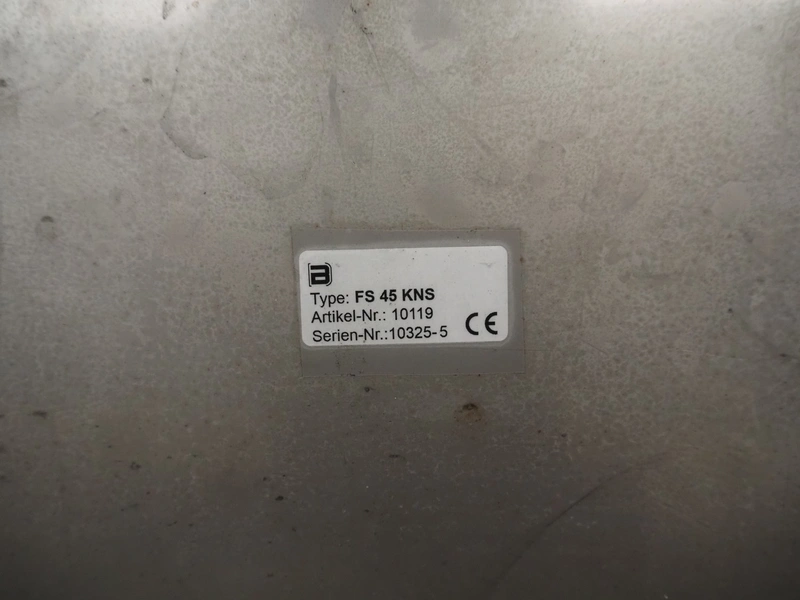 Type: FS 45 KNS
Artikel-Nr.: 10119
Serien-Nr.:10325-5
CE